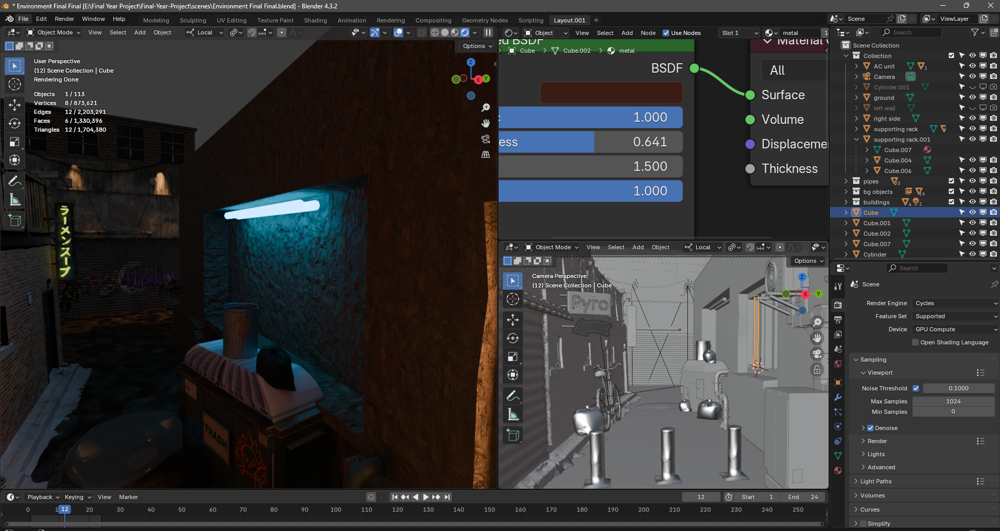 * Environment Final Final [E:\Final Year Project\Final-Year-Project\scenes\Environment Final Final.blend] - Blender 4.3.2
File Edit Render Window Help
Modeling Sculpting UV Editing Texture Paint Shading Animation Rendering Compositing Geometry Nodes Scripting Layout.001 +
Scene ViewLayer
Object Mode View Select Add Object Local
Options
User Perspective
(12) Scene Collection | Cube
Rendering Done
Objects 1 / 113
Vertices 8 / 873,621
Edges 12 / 2,203,291
Faces 6 / 1,330,396
Triangles 12 / 1,704,380
Z
X
Y
ラーメンスープ
TRASH
Object View Select Add Node Use Nodes Slot 1 metal 1
ed BSDF
Cube > Cube.002 > metal
Material
BSDF
All
Surface
1.000
Volume
ess 0.641
Displaceme
1.500
Thickness
1.000
Object Mode View Select Add Object Local
Options
Camera Perspective
(12) Scene Collection | Cube
Pyro
Z
X
Y
Search
Scene Collection
Collection
AC unit 3
Camera
Cylinder.001
ground
left wall
right side
supporting rack
supporting rack.001
Cube.007
Cube.004
Cube.006
pipes 20
bg objects 16
buildings 4 2
Cube
Cube.001
Cube.002
Cube.007
Cylinder
Search
Scene
Render Engine Cycles
Feature Set Supported
Device GPU Compute
Open Shading Language
Sampling
Viewport
Noise Threshold 0.1000
Max Samples 1024
Min Samples 0
Denoise
Render
Lights
Advanced
Light Paths
Volumes
Curves
Simplify
Playback Keying View Marker
12 Start 1 End 24
0 1 12 20 30 40 50 60 70 80 90 100 110 120 130 140 150 160 170 180 190 200 210 220 230 240 250